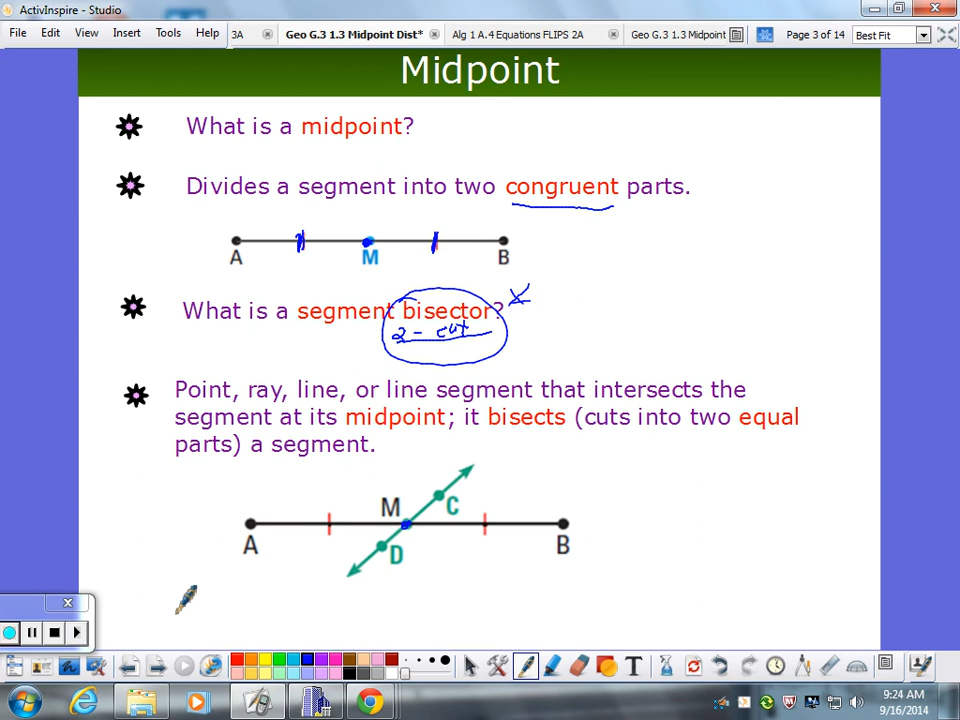 ActivInspire - Studio
File Edit View Insert Tools Help 3A Geo G.3 1.3 Midpoint Dist* Alg 1 A.4 Equations FLIPS 2A Geo G.3 1.3 Midpoint Page 3 of 14 Best Fit
Midpoint
What is a midpoint?
Divides a segment into two congruent parts.
A M B
What is a segment bisector?
2 - cut
Point, ray, line, or line segment that intersects the
segment at its midpoint; it bisects (cuts into two equal
parts) a segment.
M C
A D B
T
9:24 AM
9/16/2014